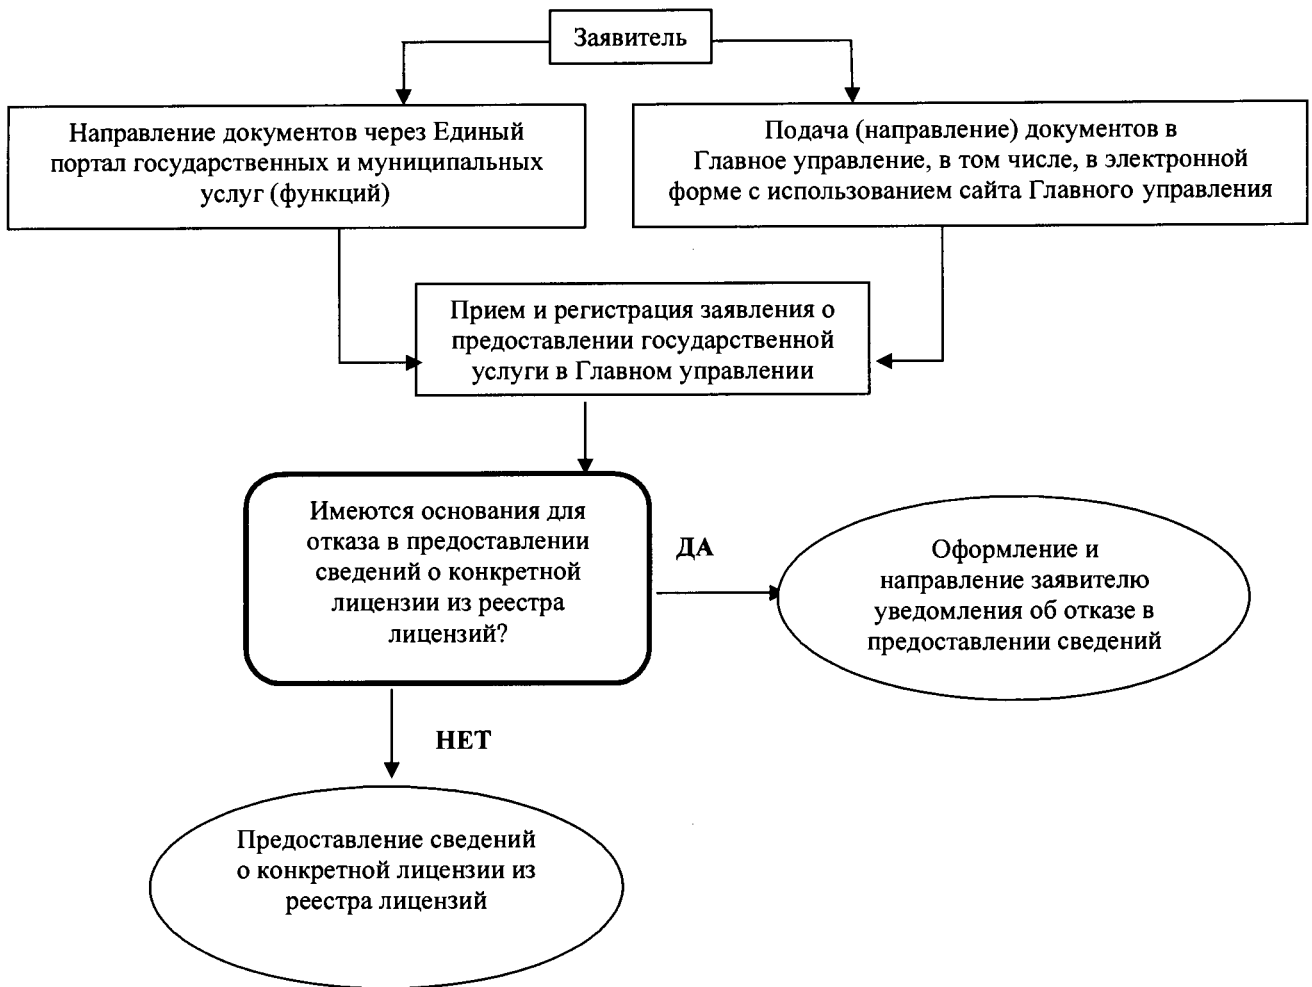 Заявитель
Направление документов через Единый
портал государственных и муниципальных
услуг (функций)
Подача (направление) документов в
Главное управление, в том числе, в электронной
форме с использованием сайта Главного управления
Прием и регистрация заявления о
предоставлении государственной
услуги в Главном управлении
Имеются основания для
отказа в предоставлении
сведений о конкретной
лицензии из реестра
лицензий?
ДА
Оформление и
направление заявителю
уведомления об отказе в
предоставлении сведений
НЕТ
Предоставление сведений
о конкретной лицензии из
реестра лицензий